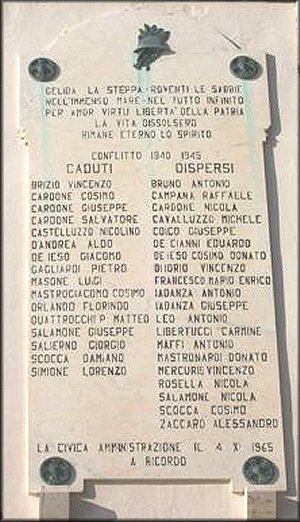 GELIDA LA STEPPA-ROVENTI LE SABBIE
NELL'IMMENSO MARE-NEL TUTTO INFINITO
PER AMOR VIRTU LIBERTA' DELLA PATRIA
LA VITA DISSOLSERO
RIMANE ETERNO LO SPIRITO
CONFLITTO 1940 1945
CADUTI DISPERSI
BRIZIO VINCENZO BRUNO ANTONIO
CARDONE COSIMO CAMPANA RAFFAELE
CARDONE GIUSEPPE CARDONE NICOLA
CARDONE SALVATORE CAVALLUZZO MICHELE
CASTELLUZZO NICOLINO COICO GIUSEPPE
D'ANDREA ALDO DE CIANNI EDUARDO
DE IESO GIACOMO DE IESO COSIMO DONATO
GAGLIARDI PIETRO DIIORIO VINCENZO
MASONE LUIGI FRANCESCO MARIO ENRICO
MASTROGIACOMO COSIMO IADANZA ANTONIO
ORLANDO FLORINDO IADANZA GIUSEPPE
QUATTROCCHI P. MATTEO LEO ANTONIO
SALAMONE GIUSEPPE LIBERTUCCI CARMINE
SALIERNO GIORGIO MAFFI ANTONIO
SCOCCA DAMIANO MASTRONARDI DONATO
SIMIONE LORENZO MERCURIO VINCENZO
ROSELLA NICOLA
SALAMONE NICOLA
SCOCCA COSIMO
ZACCARO ALESSANDRO
LA CIVICA AMMINISTRAZIONE IL 4 XI 1965
A RICORDO